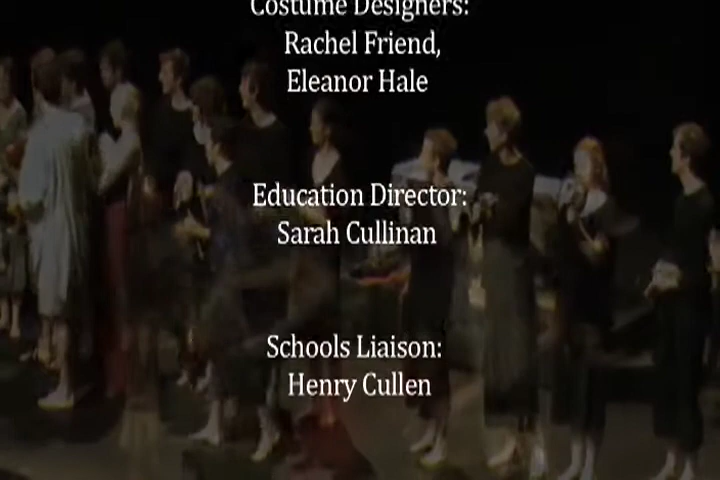 Costume Designers:
Rachel Friend,
Eleanor Hale
Education Director:
Sarah Cullinan
Schools Liaison:
Henry Cullen